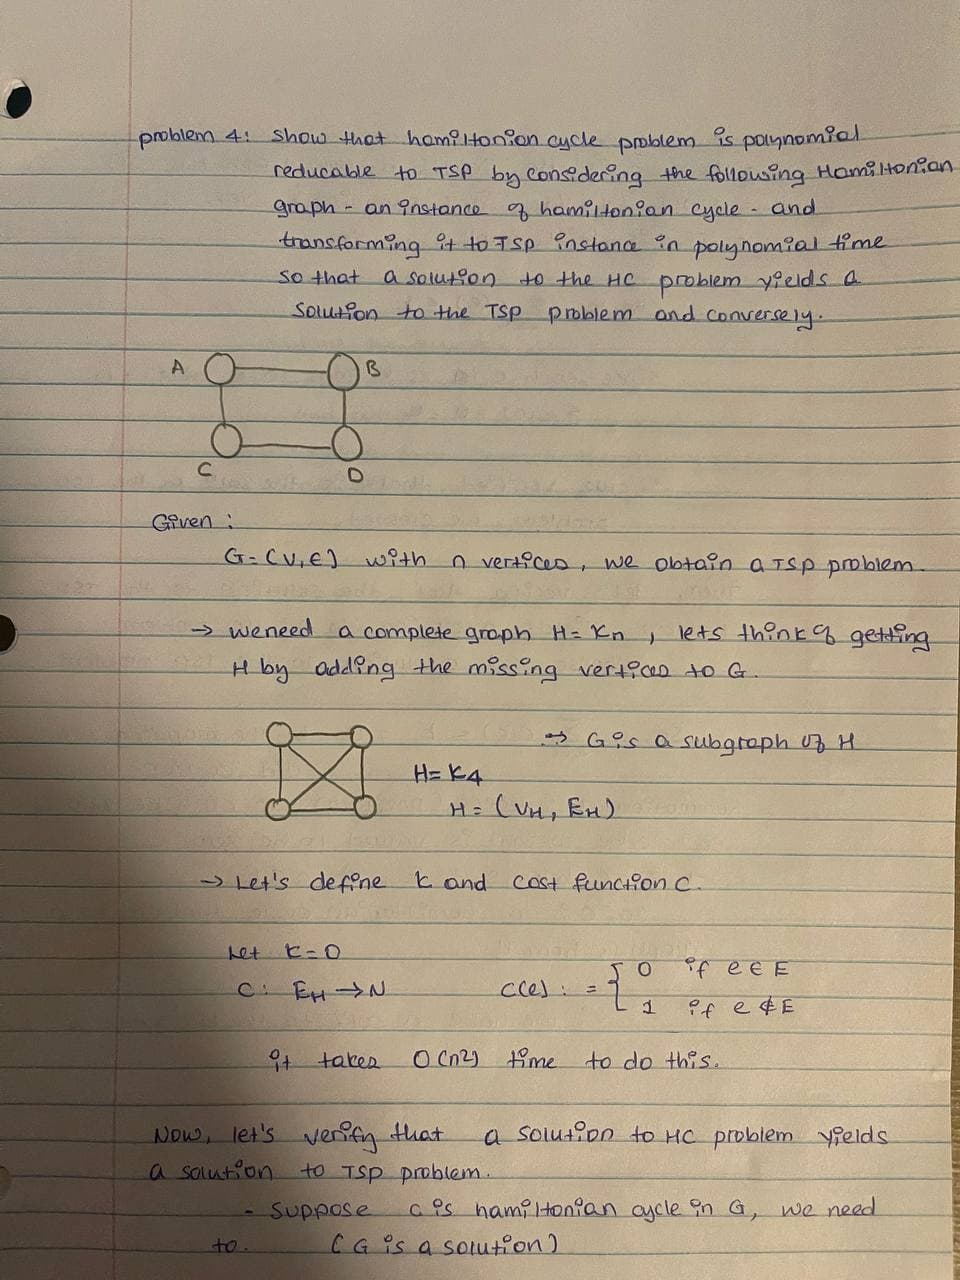 problem 4: show that hamiltonian cycle problem is polynomial
reducable to TSP by considering the following Hamiltonian
graph - an instance of hamiltonian cycle - and
transforming it to TSP instance in polynomial time
so that a solution to the HC problem yields a
solution to the TSP problem and conversely.
A B
C D
Given :
G = (V, E) with n vertices, we obtain a TSP problem.
→ we need a complete graph H = Kn , lets think of getting
H by adding the missing vertices to G.
→ G is a subgraph of H
H = K4
H = (VH, EH)
→ Let's define k and cost function c.
Let k = 0
C : EH → N C(e) : = { 0 if e ∈ E
1 if e ∉ E
it takes O(n2) time to do this.
Now, let's verify that a solution to HC problem yields
a solution to TSP problem.
- suppose C is hamiltonian cycle in G, we need
to. (G is a solution)